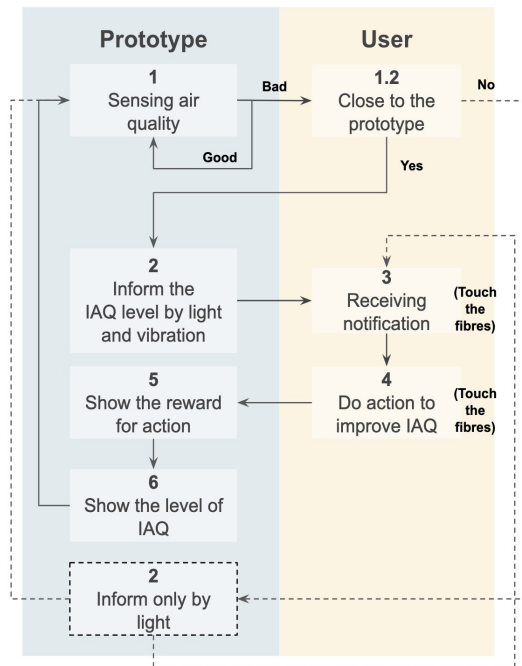 Prototype
User
1
Sensing air
quality
Bad
Good
1.2
Close to the
prototype
No
Yes
2
Inform the
IAQ level by light
and vibration
3
Receiving
notification
(Touch
the
fibres)
5
Show the reward
for action
4
Do action to
improve IAQ
(Touch
the
fibres)
6
Show the level of
IAQ
2
Inform only by
light